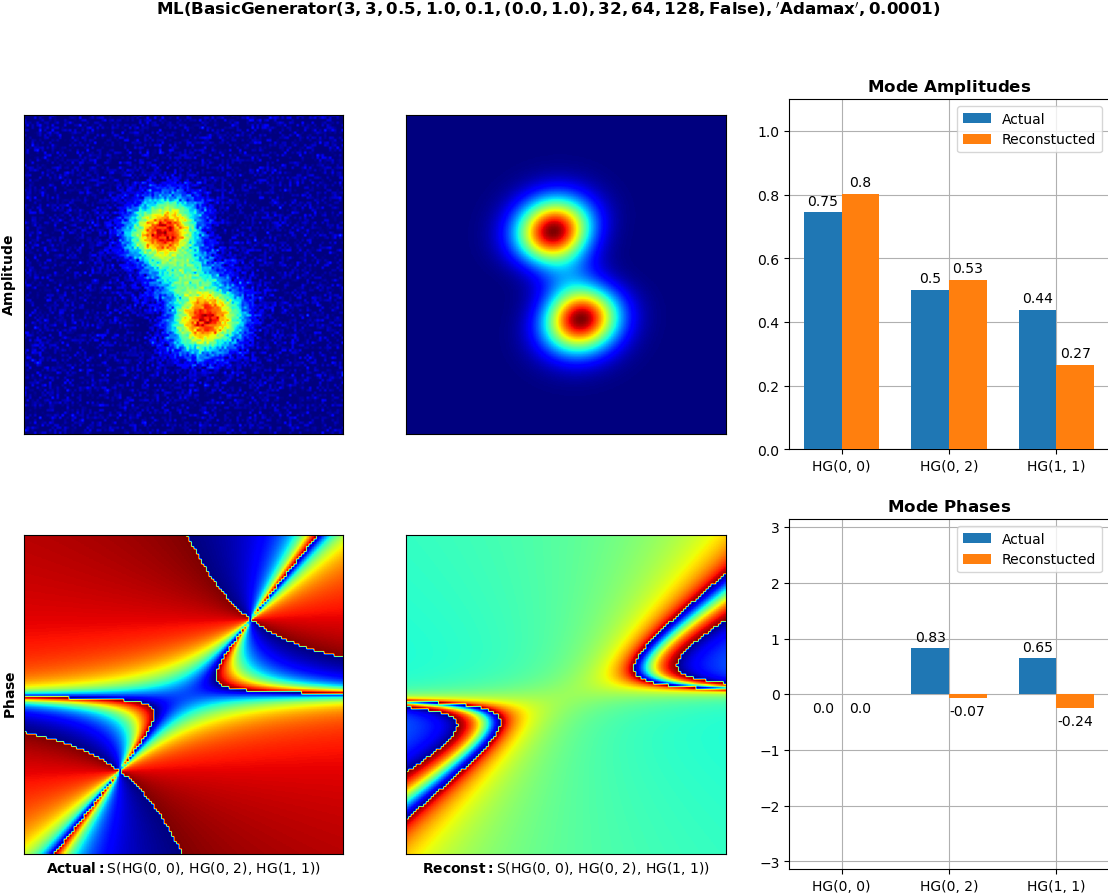 ML(BasicGenerator(3, 3, 0.5, 1.0, 0.1, (0.0, 1.0), 32, 64, 128, False), ′Adamax′, 0.0001)
Amplitude
Mode Amplitudes
Actual
Reconstucted
1.0
0.8
0.6
0.4
0.2
0.0
0.75
0.8
0.5
0.53
0.44
0.27
HG(0, 0)
HG(0, 2)
HG(1, 1)
Phase
Actual: S(HG(0, 0), HG(0, 2), HG(1, 1))
Reconst: S(HG(0, 0), HG(0, 2), HG(1, 1))
Mode Phases
Actual
Reconstucted
3
2
1
0
−1
−2
−3
0.0
0.0
0.83
-0.07
0.65
-0.24
HG(0, 0)
HG(0, 2)
HG(1, 1)